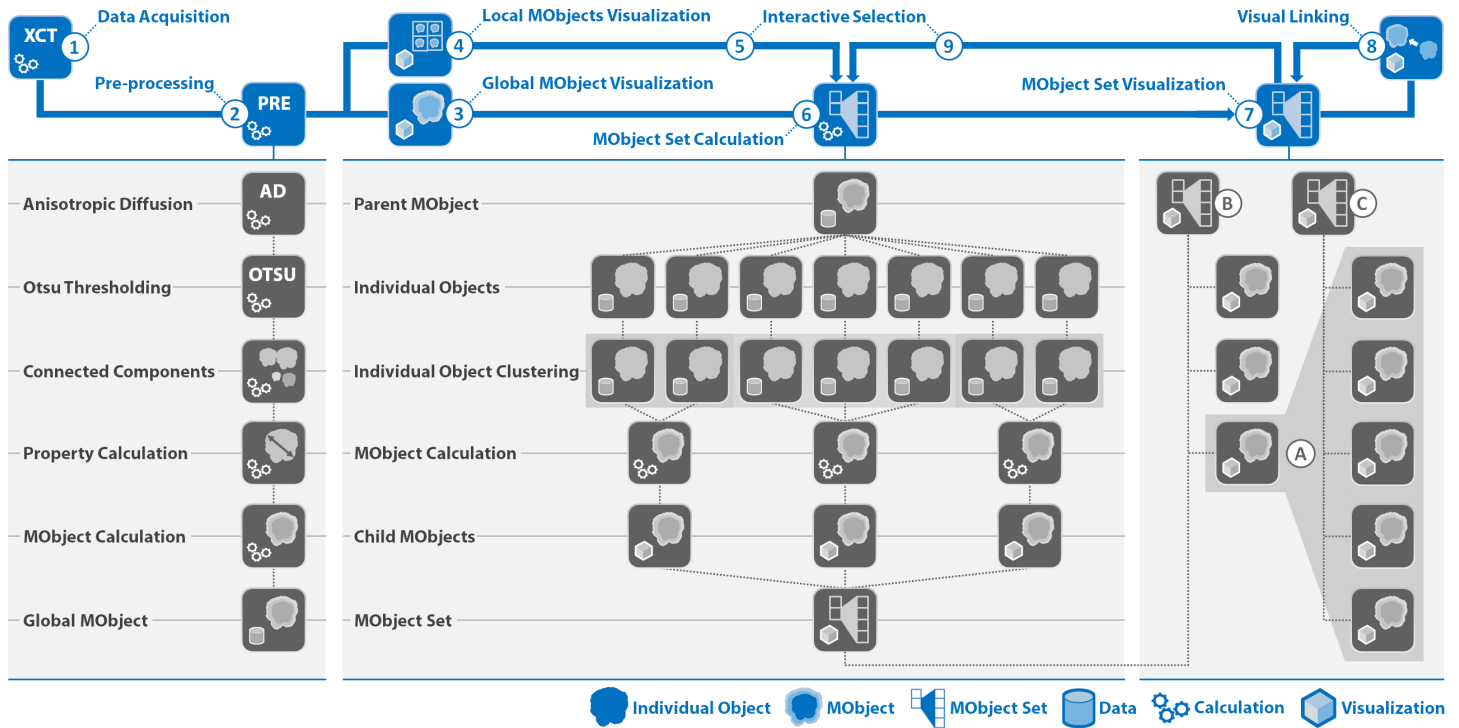 Data Acquisition
XCT
1
Local MObjects Visualization
4
5
Interactive Selection
9
Visual Linking
8
Pre-processing
2
PRE
Global MObject Visualization
3
MObject Set Calculation
6
MObject Set Visualization
7
Anisotropic Diffusion
AD
Otsu Thresholding
OTSU
Connected Components
Property Calculation
MObject Calculation
Global MObject
Parent MObject
Individual Objects
Individual Object Clustering
MObject Calculation
Child MObjects
MObject Set
B
C
A
Individual Object
MObject
MObject Set
Data
Calculation
Visualization